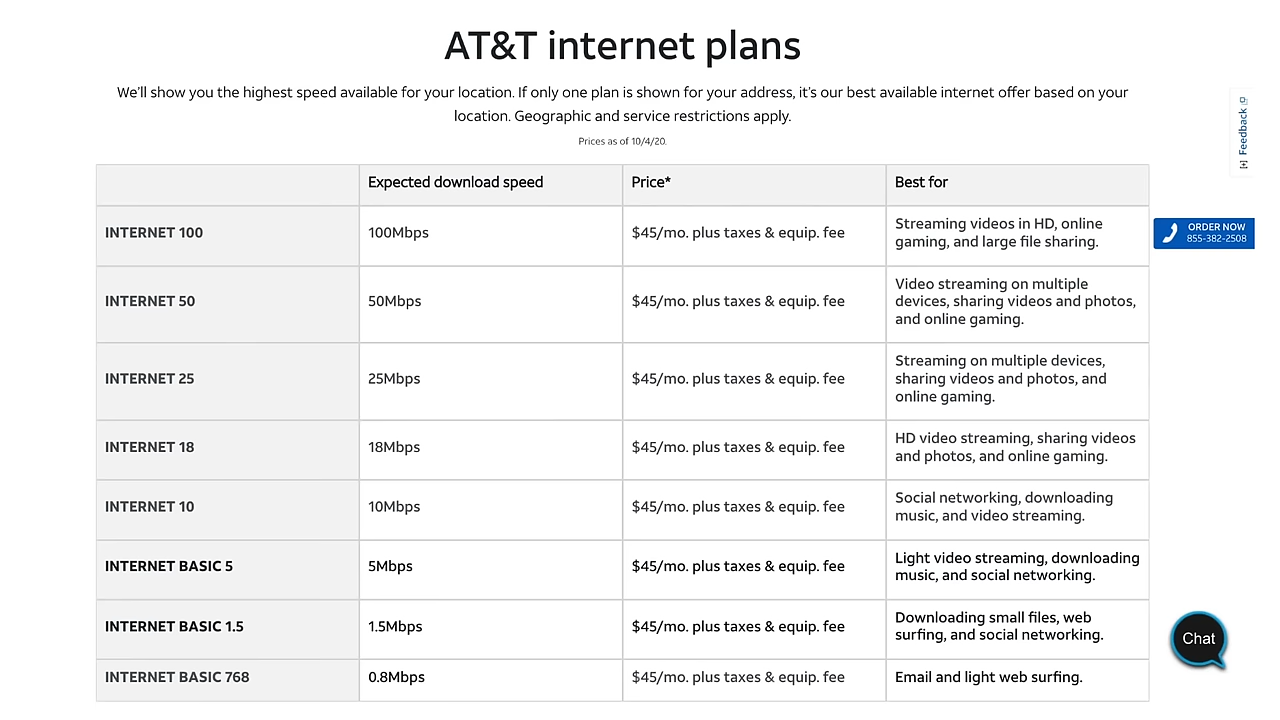 AT&T internet plans
We'll show you the highest speed available for your location. If only one plan is shown for your address, it's our best available internet offer based on your
location. Geographic and service restrictions apply.
Prices as of 10/4/20.
Feedback
Expected download speed Price* Best for
INTERNET 100 100Mbps $45/mo. plus taxes & equip. fee Streaming videos in HD, online
gaming, and large file sharing.
ORDER NOW
855-382-2508
INTERNET 50 50Mbps $45/mo. plus taxes & equip. fee Video streaming on multiple
devices, sharing videos and photos,
and online gaming.
INTERNET 25 25Mbps $45/mo. plus taxes & equip. fee Streaming on multiple devices,
sharing videos and photos, and
online gaming.
INTERNET 18 18Mbps $45/mo. plus taxes & equip. fee HD video streaming, sharing videos
and photos, and online gaming.
INTERNET 10 10Mbps $45/mo. plus taxes & equip. fee Social networking, downloading
music, and video streaming.
INTERNET BASIC 5 5Mbps $45/mo. plus taxes & equip. fee Light video streaming, downloading
music, and social networking.
INTERNET BASIC 1.5 1.5Mbps $45/mo. plus taxes & equip. fee Downloading small files, web
surfing, and social networking.
INTERNET BASIC 768 0.8Mbps $45/mo. plus taxes & equip. fee Email and light web surfing.
Chat